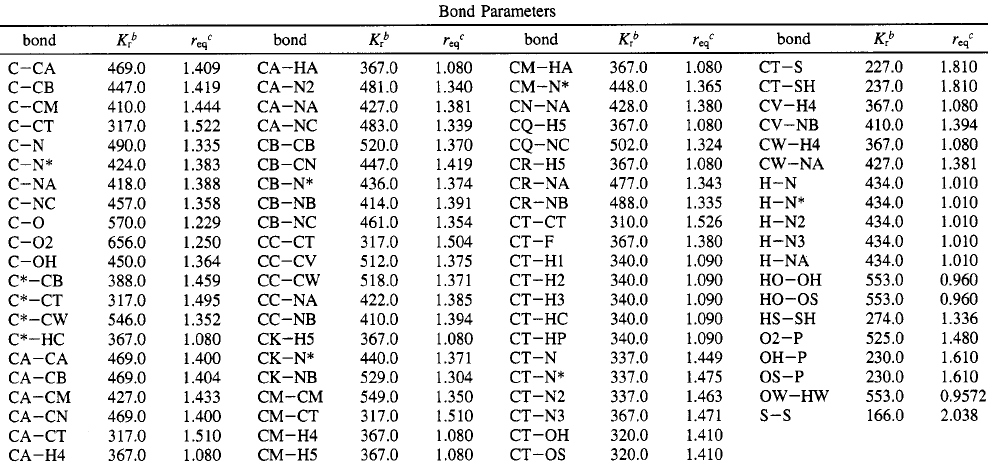 Bond Parameters
bond Kr^b req^c bond Kr^b req^c bond Kr^b req^c bond Kr^b req^c
C−CA 469.0 1.409 CA−HA 367.0 1.080 CM−HA 367.0 1.080 CT−S 227.0 1.810
C−CB 447.0 1.419 CA−N2 481.0 1.340 CM−N* 448.0 1.365 CT−SH 237.0 1.810
C−CM 410.0 1.444 CA−NA 427.0 1.381 CN−NA 428.0 1.380 CV−H4 367.0 1.080
C−CT 317.0 1.522 CA−NC 483.0 1.339 CQ−H5 367.0 1.080 CV−NB 410.0 1.394
C−N 490.0 1.335 CB−CB 520.0 1.370 CQ−NC 502.0 1.324 CW−H4 367.0 1.080
C−N* 424.0 1.383 CB−CN 447.0 1.419 CR−H5 367.0 1.080 CW−NA 427.0 1.381
C−NA 418.0 1.388 CB−N* 436.0 1.374 CR−NA 477.0 1.343 H−N 434.0 1.010
C−NC 457.0 1.358 CB−NB 414.0 1.391 CR−NB 488.0 1.335 H−N* 434.0 1.010
C−O 570.0 1.229 CB−NC 461.0 1.354 CT−CT 310.0 1.526 H−N2 434.0 1.010
C−O2 656.0 1.250 CC−CT 317.0 1.504 CT−F 367.0 1.380 H−N3 434.0 1.010
C−OH 450.0 1.364 CC−CV 512.0 1.375 CT−H1 340.0 1.090 H−NA 434.0 1.010
C*−CB 388.0 1.459 CC−CW 518.0 1.371 CT−H2 340.0 1.090 HO−OH 553.0 0.960
C*−CT 317.0 1.495 CC−NA 422.0 1.385 CT−H3 340.0 1.090 HO−OS 553.0 0.960
C*−CW 546.0 1.352 CC−NB 410.0 1.394 CT−HC 340.0 1.090 HS−SH 274.0 1.336
C*−HC 367.0 1.080 CK−H5 367.0 1.080 CT−HP 340.0 1.090 O2−P 525.0 1.480
CA−CA 469.0 1.400 CK−N* 440.0 1.371 CT−N 337.0 1.449 OH−P 230.0 1.610
CA−CB 469.0 1.404 CK−NB 529.0 1.304 CT−N* 337.0 1.475 OS−P 230.0 1.610
CA−CM 427.0 1.433 CM−CM 549.0 1.350 CT−N2 337.0 1.463 OW−HW 553.0 0.9572
CA−CN 469.0 1.400 CM−CT 317.0 1.510 CT−N3 367.0 1.471 S−S 166.0 2.038
CA−CT 317.0 1.510 CM−H4 367.0 1.080 CT−OH 320.0 1.410
CA−H4 367.0 1.080 CM−H5 367.0 1.080 CT−OS 320.0 1.410